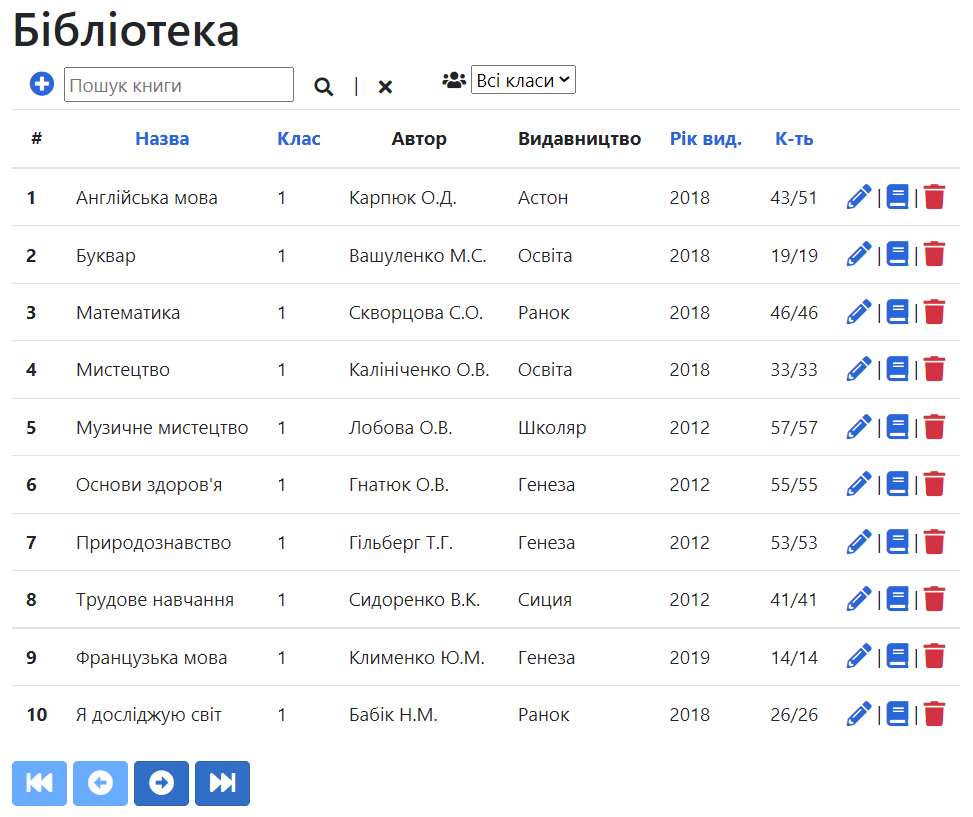 Бібліотека
Пошук книги | Всі класи
# Назва Клас Автор Видавництво Рік вид. К-ть
1 Англійська мова 1 Карпюк О.Д. Астон 2018 43/51 | |
2 Буквар 1 Вашуленко М.С. Освіта 2018 19/19 | |
3 Математика 1 Скворцова С.О. Ранок 2018 46/46 | |
4 Мистецтво 1 Калініченко О.В. Освіта 2018 33/33 | |
5 Музичне мистецтво 1 Лобова О.В. Школяр 2012 57/57 | |
6 Основи здоров'я 1 Гнатюк О.В. Генеза 2012 55/55 | |
7 Природознавство 1 Гільберг Т.Г. Генеза 2012 53/53 | |
8 Трудове навчання 1 Сидоренко В.К. Сиция 2012 41/41 | |
9 Французька мова 1 Клименко Ю.М. Генеза 2019 14/14 | |
10 Я досліджую світ 1 Бабік Н.М. Ранок 2018 26/26 | |